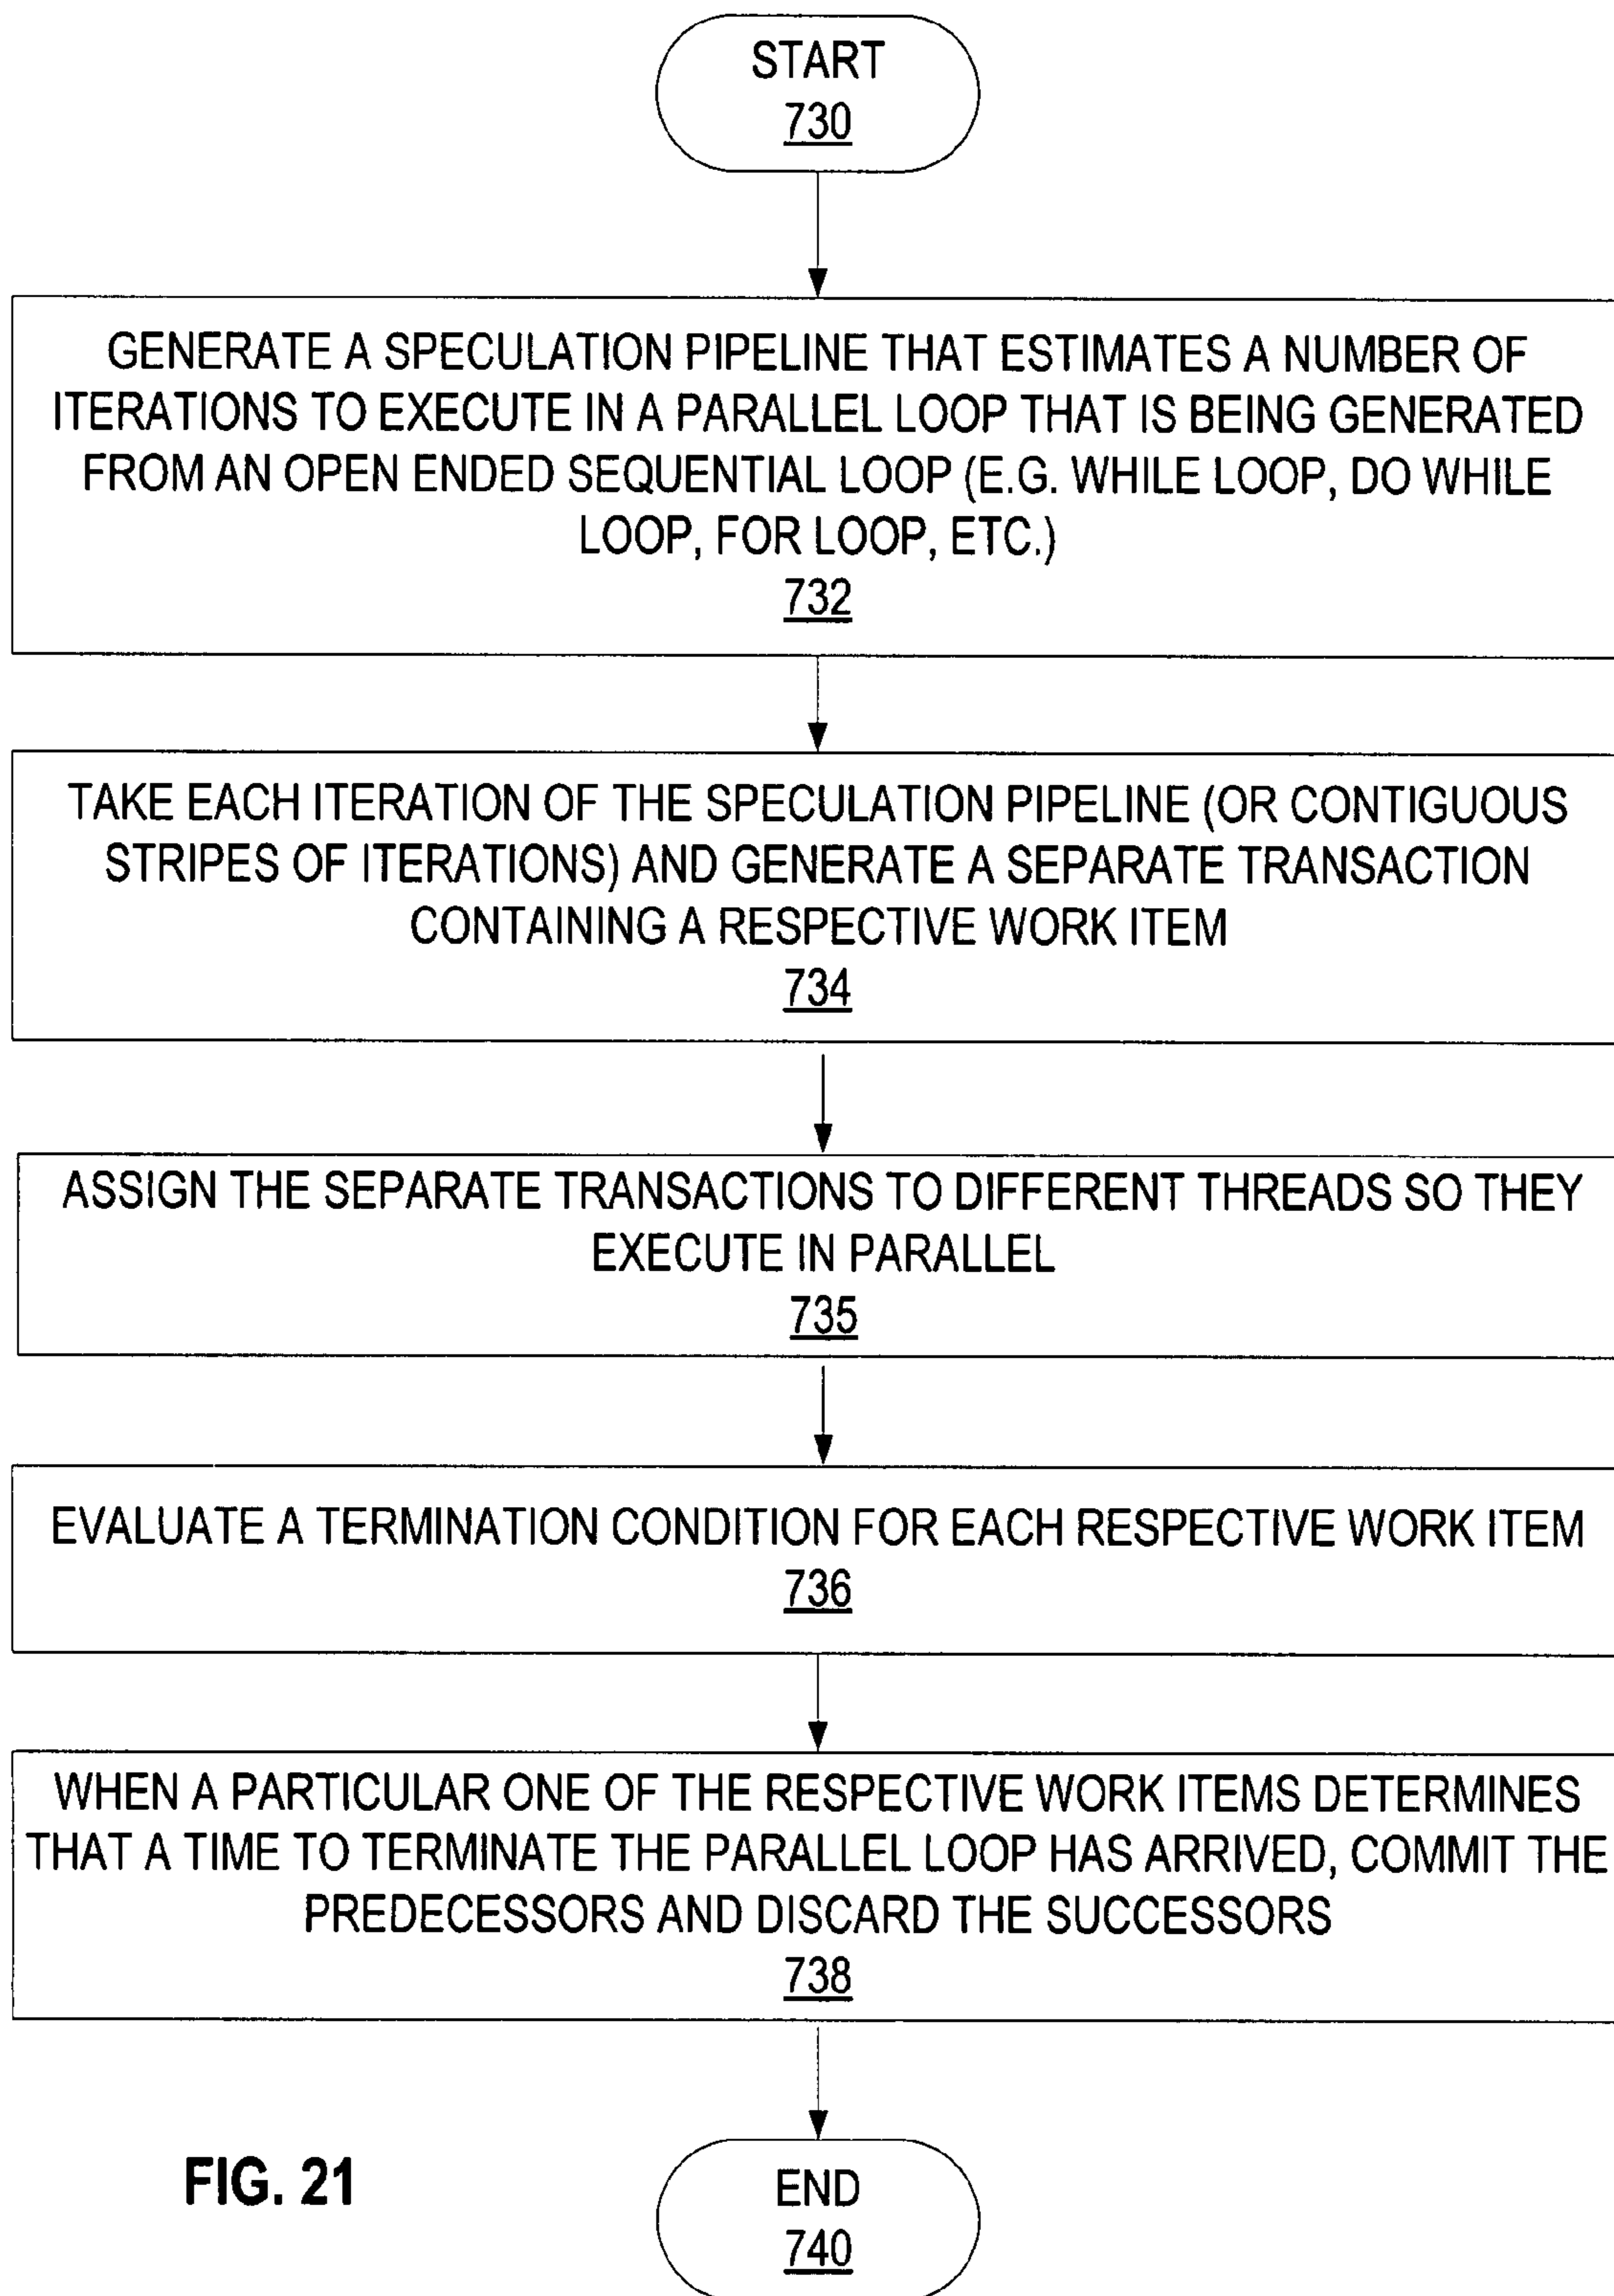 START
730
GENERATE A SPECULATION PIPELINE THAT ESTIMATES A NUMBER OF
ITERATIONS TO EXECUTE IN A PARALLEL LOOP THAT IS BEING GENERATED
FROM AN OPEN ENDED SEQUENTIAL LOOP (E.G. WHILE LOOP, DO WHILE
LOOP, FOR LOOP, ETC.)
732
TAKE EACH ITERATION OF THE SPECULATION PIPELINE (OR CONTIGUOUS
STRIPES OF ITERATIONS) AND GENERATE A SEPARATE TRANSACTION
CONTAINING A RESPECTIVE WORK ITEM
734
ASSIGN THE SEPARATE TRANSACTIONS TO DIFFERENT THREADS SO THEY
EXECUTE IN PARALLEL
735
EVALUATE A TERMINATION CONDITION FOR EACH RESPECTIVE WORK ITEM
736
WHEN A PARTICULAR ONE OF THE RESPECTIVE WORK ITEMS DETERMINES
THAT A TIME TO TERMINATE THE PARALLEL LOOP HAS ARRIVED, COMMIT THE
PREDECESSORS AND DISCARD THE SUCCESSORS
738
FIG. 21
END
740